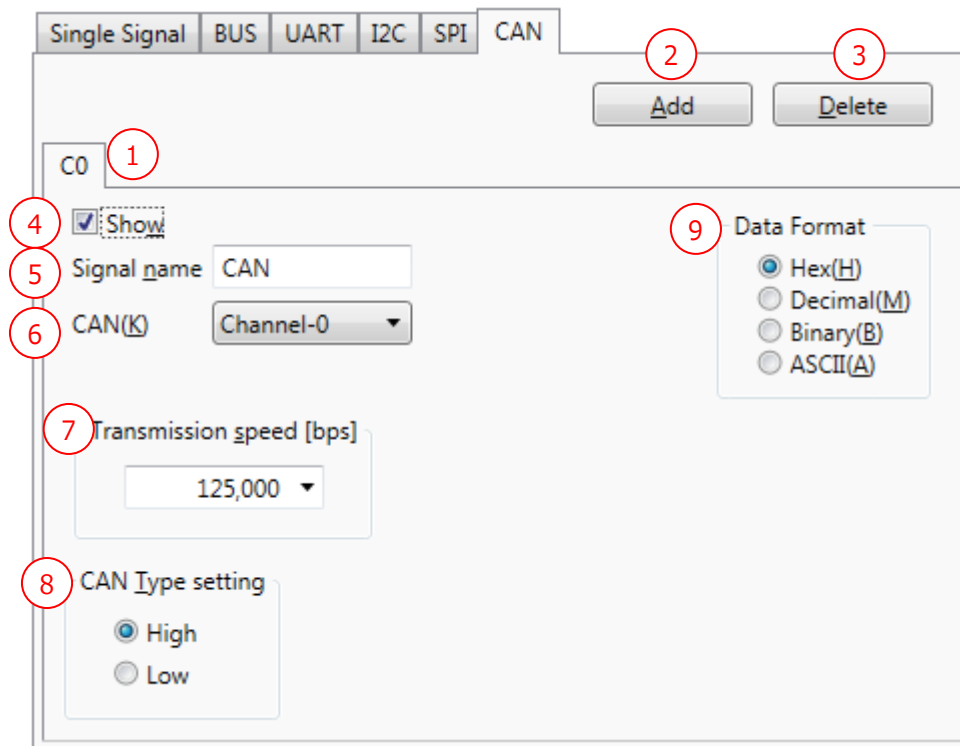 Single Signal BUS UART I2C SPI CAN
2 3
Add Delete
C0 1
4 Show
5 Signal name CAN
6 CAN(K) Channel-0
9 Data Format
Hex(H)
Decimal(M)
Binary(B)
ASCII(A)
7 Transmission speed [bps]
125,000
8 CAN Type setting
High
Low